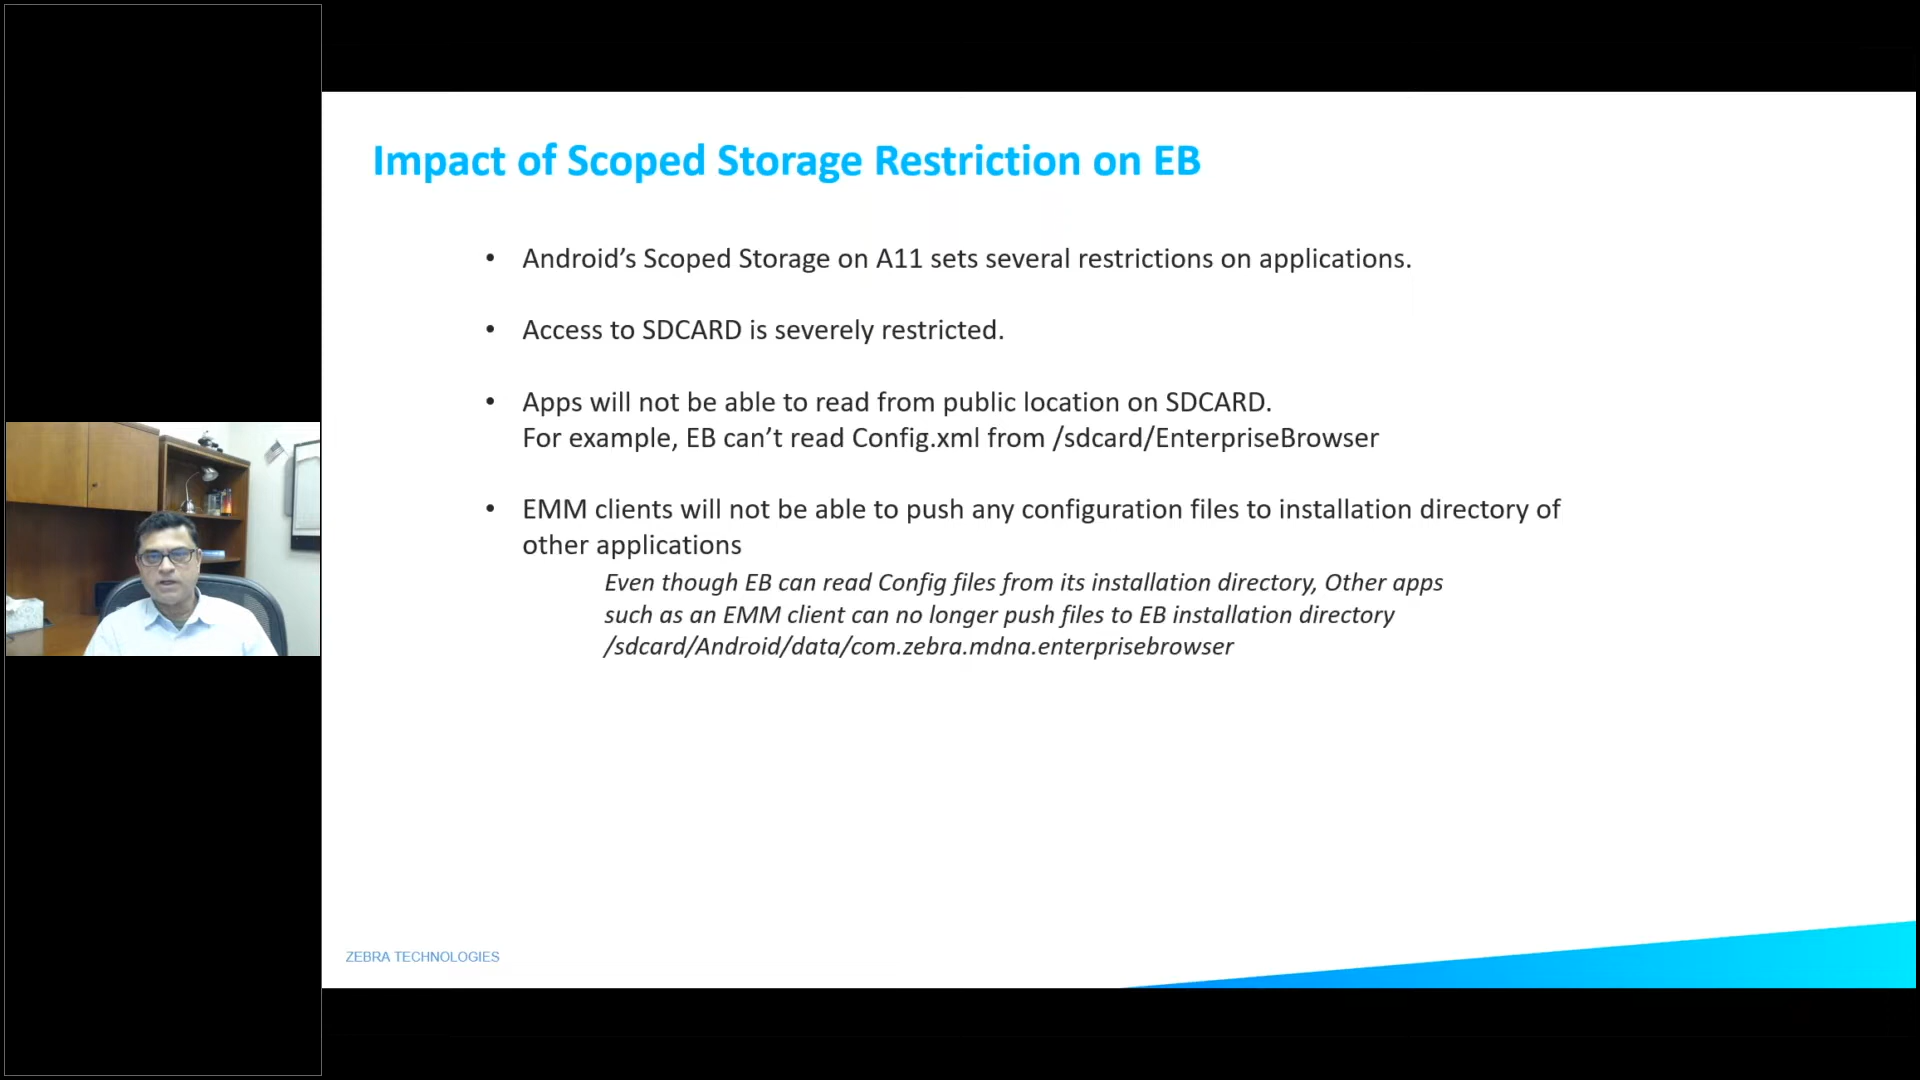 Impact of Scoped Storage Restriction on EB
• Android’s Scoped Storage on A11 sets several restrictions on applications.
• Access to SDCARD is severely restricted.
• Apps will not be able to read from public location on SDCARD.
For example, EB can’t read Config.xml from /sdcard/EnterpriseBrowser
• EMM clients will not be able to push any configuration files to installation directory of
other applications
Even though EB can read Config files from its installation directory, Other apps
such as an EMM client can no longer push files to EB installation directory
/sdcard/Android/data/com.zebra.mdna.enterprisebrowser
ZEBRA TECHNOLOGIES